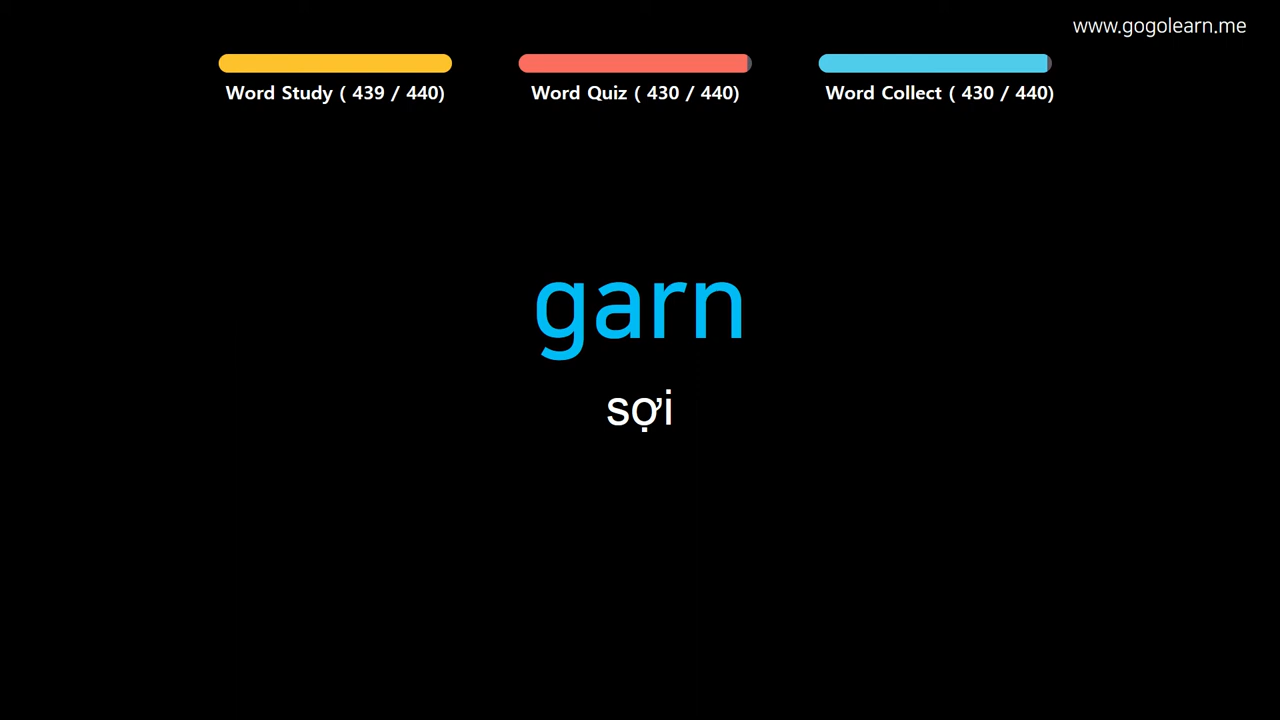 www.gogolearn.me
Word Study ( 439 / 440)
Word Quiz ( 430 / 440)
Word Collect ( 430 / 440)
garn
sợi